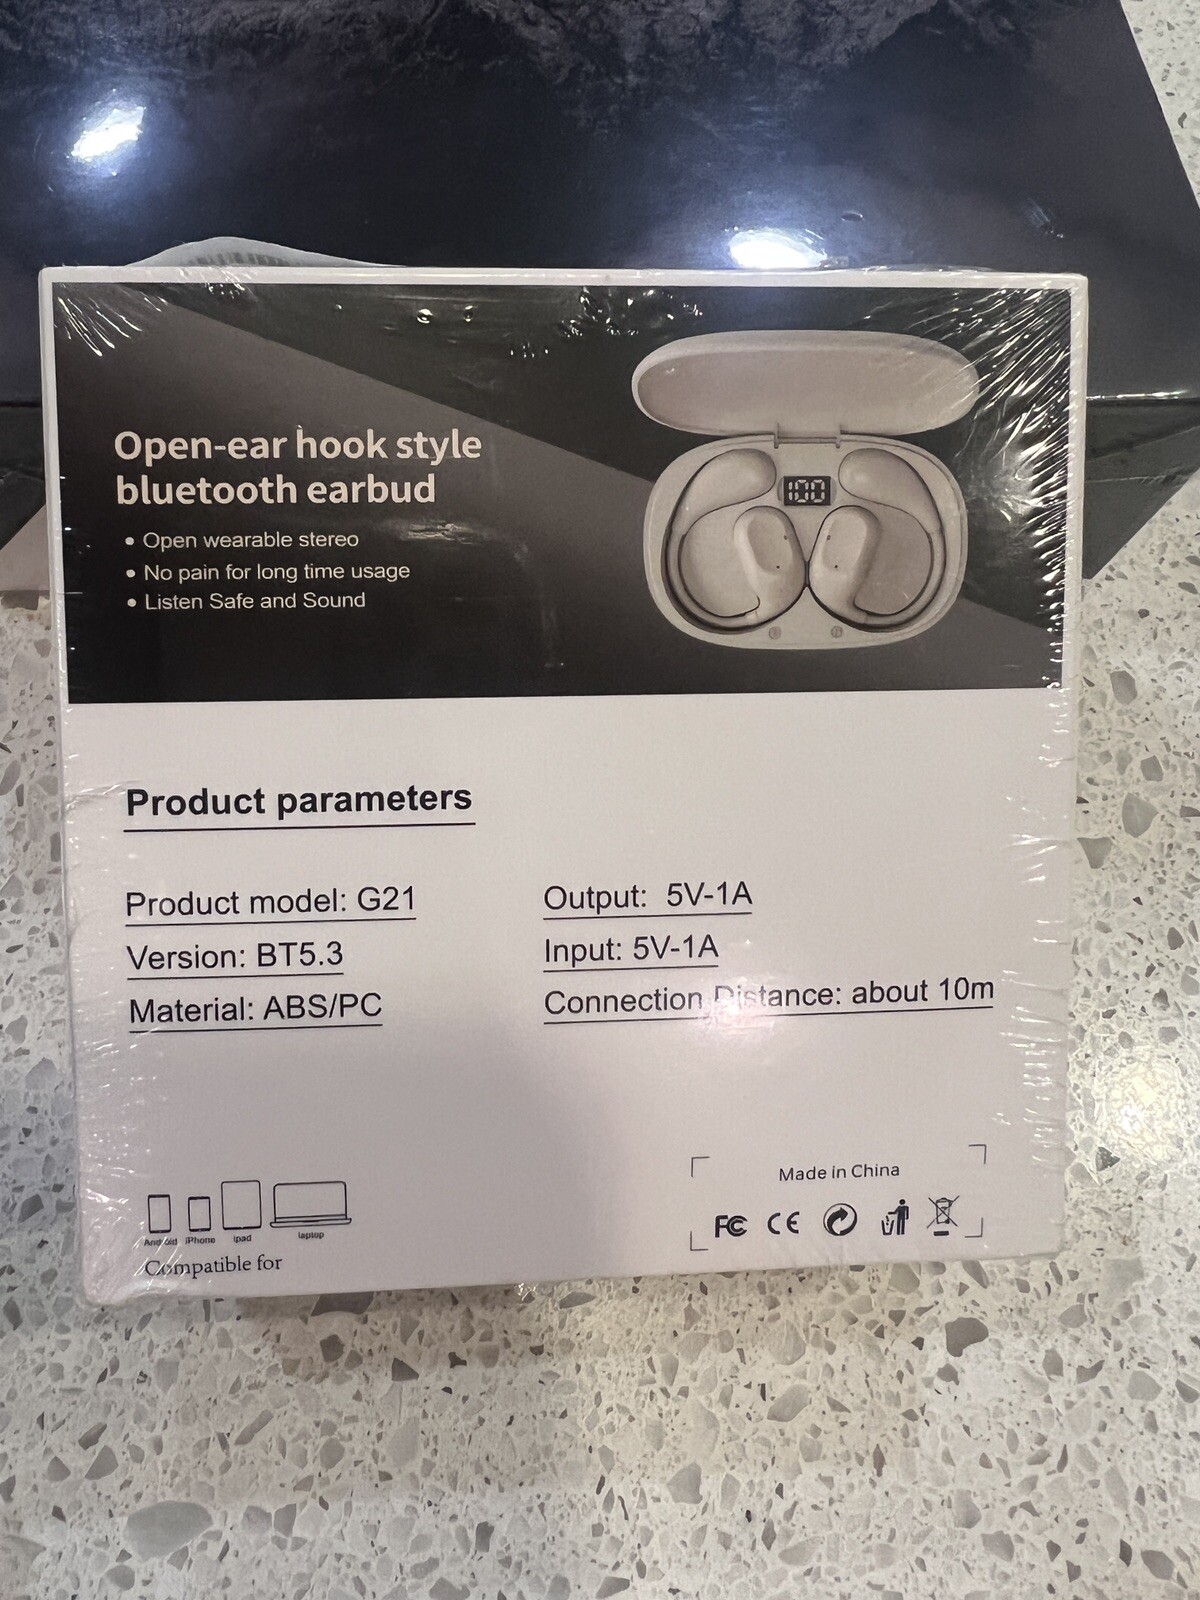 Open-ear hook style
bluetooth earbud
• Open wearable stereo
• No pain for long time usage
• Listen Safe and Sound
100
Product parameters
Product model: G21
Version: BT5.3
Material: ABS/PC
Output: 5V-1A
Input: 5V-1A
Connection Distance: about 10m
Android iPhone ipad laptop
Compatible for
Made in China
FC CE